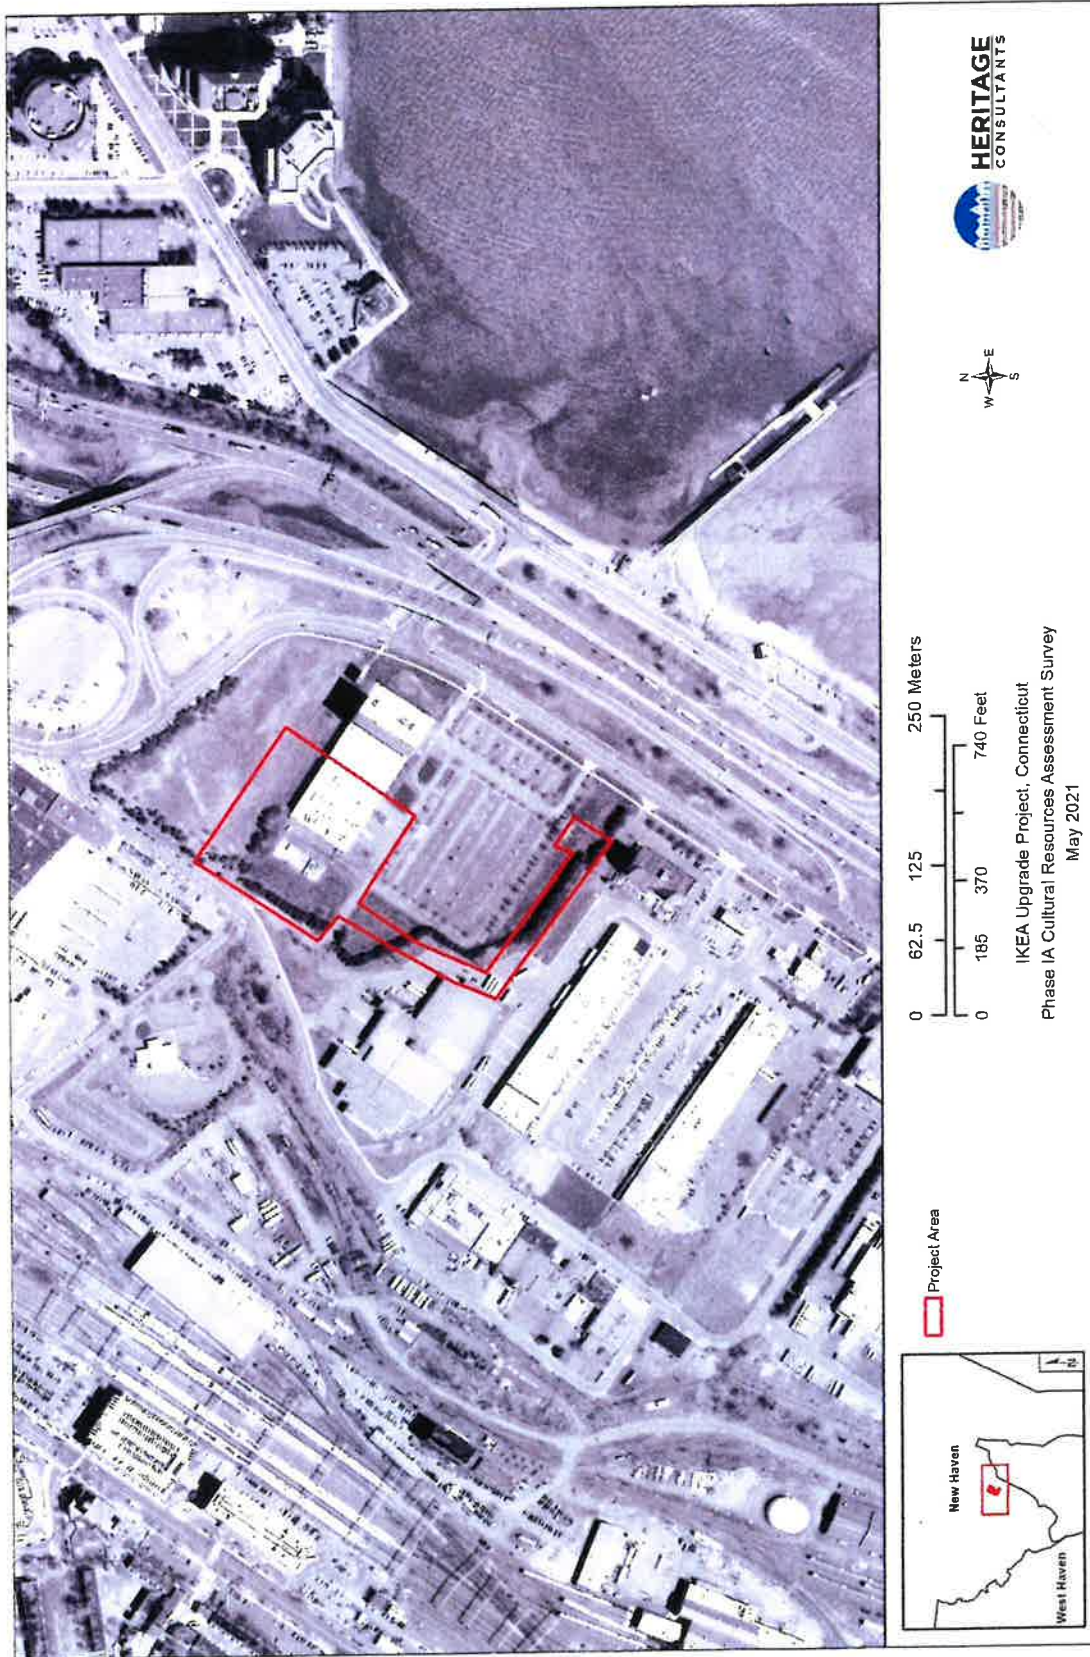 HERITAGE
CONSULTANTS
N
W E
S
0 62.5 125 250 Meters
0 185 370 740 Feet
IKEA Upgrade Project, Connecticut
Phase IA Cultural Resources Assessment Survey
May 2021
Project Area
New Haven
West Haven
N